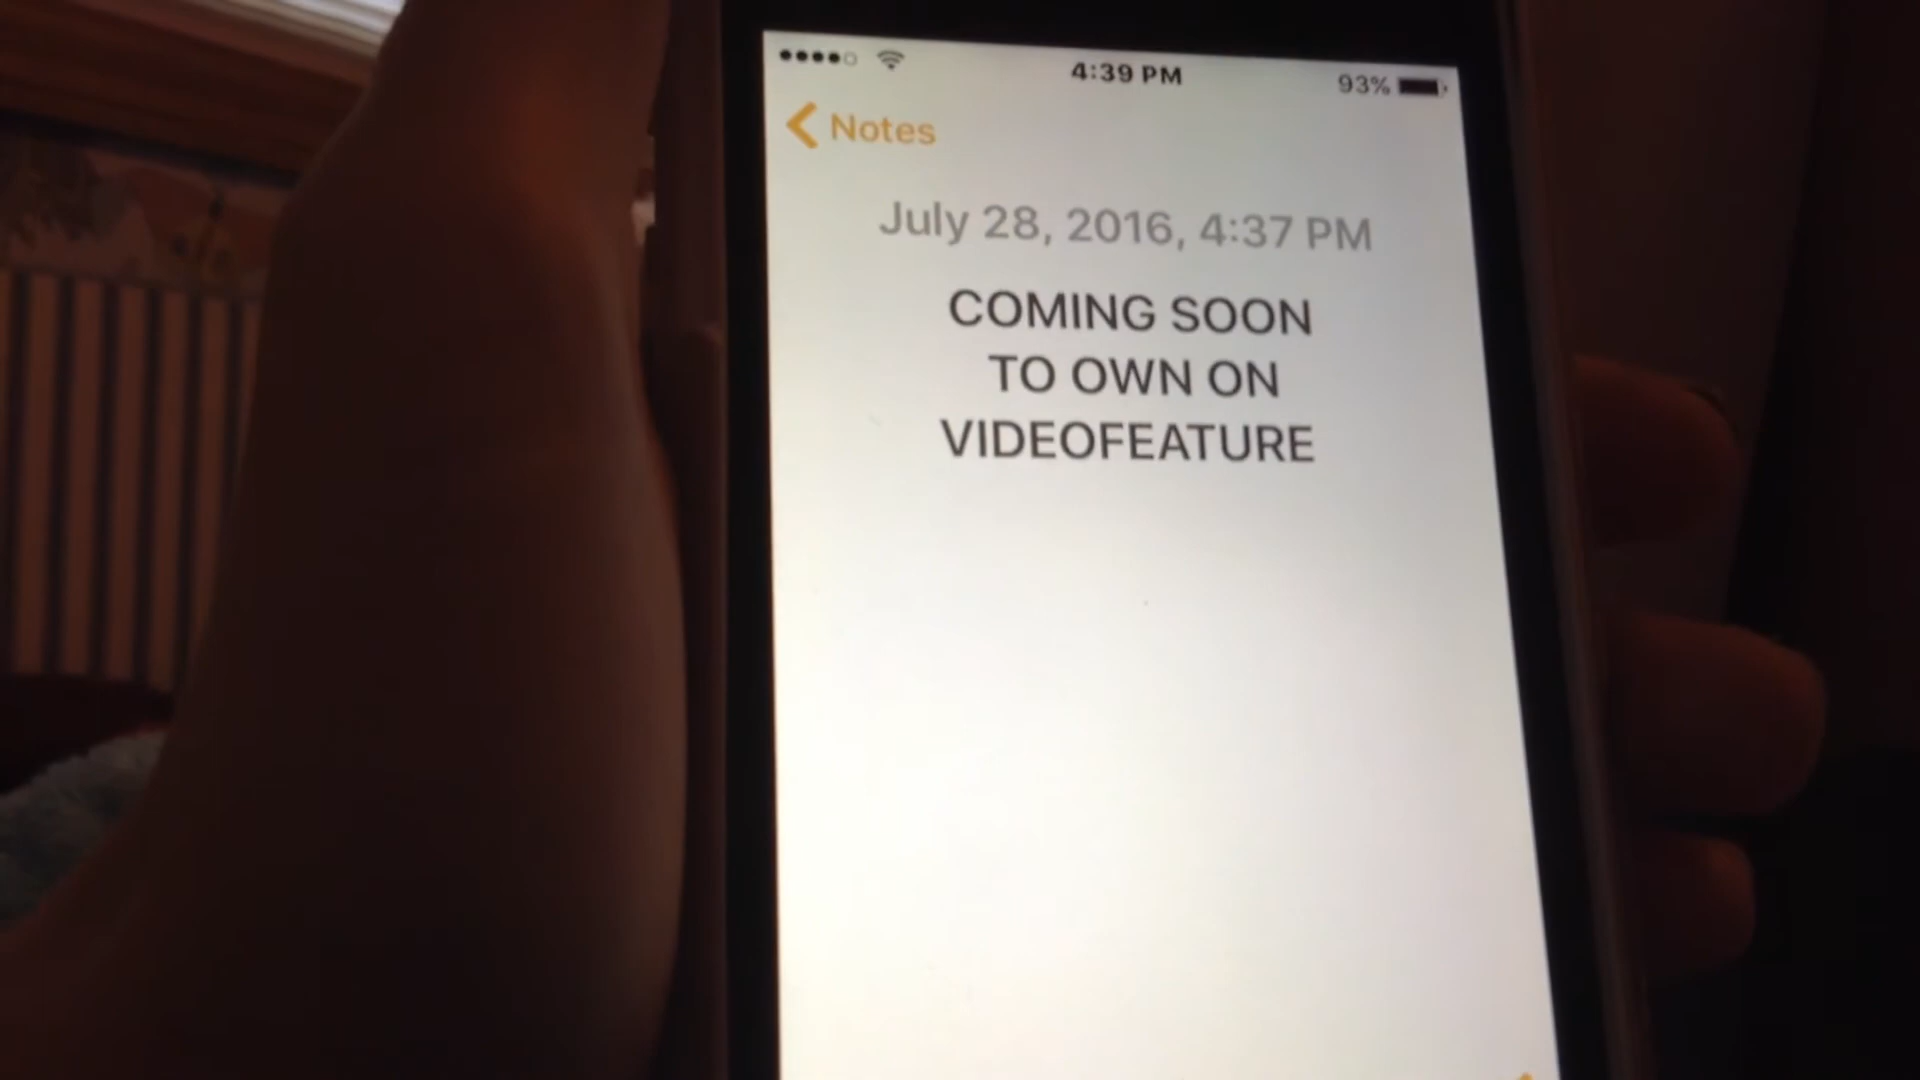 4:39 PM
93%
Notes
July 28, 2016, 4:37 PM
COMING SOON
TO OWN ON
VIDEOFEATURE